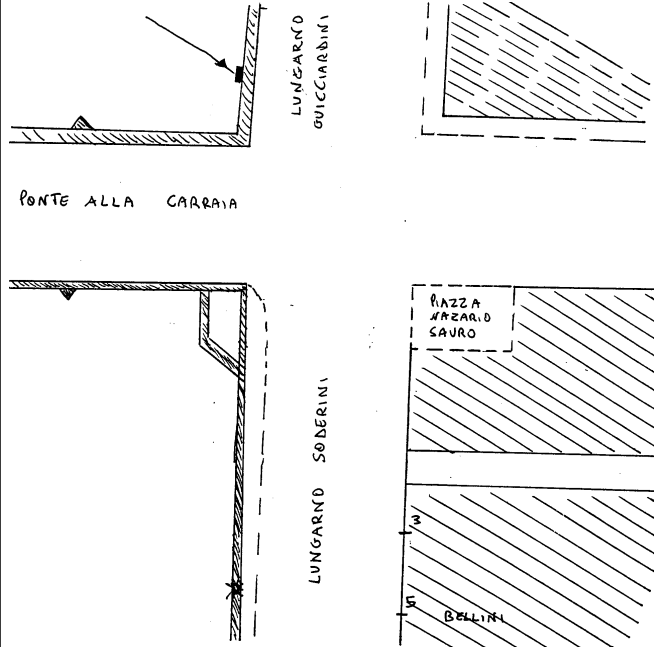 LUNGARNO
GUICCIARDINI
PONTE ALLA CARRAIA
PIAZZA
NAZARIO
SAURO
LUNGARNO SODERINI
3
5
BELLINI